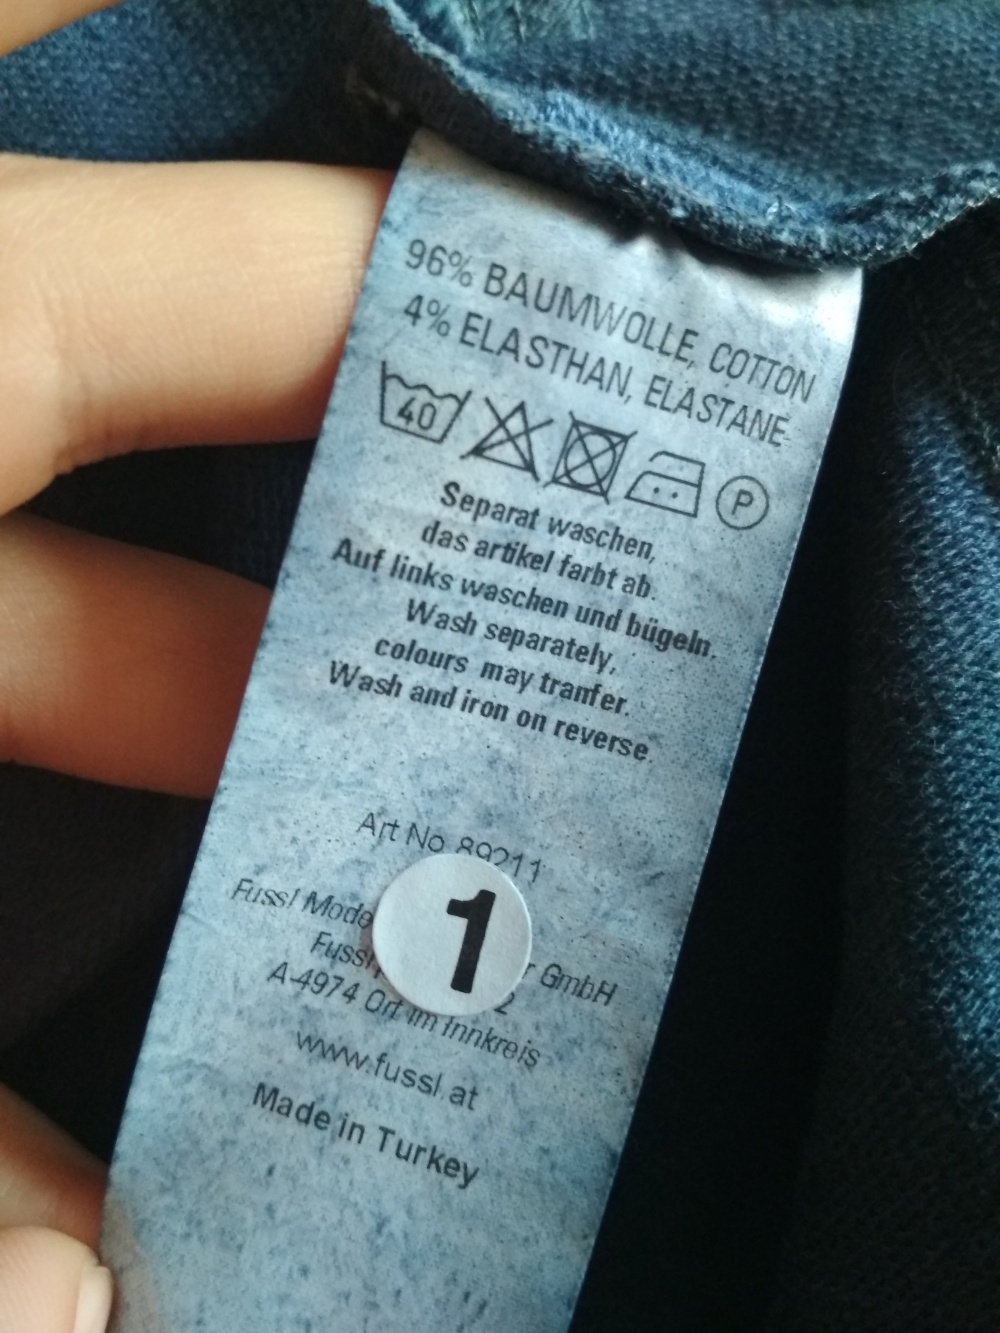 96% BAUMWOLLE, COTTON
4% ELASTHAN, ELASTANE
40 P
Separat waschen,
das artikel farbt ab.
Auf links waschen und bügeln.
Wash separately,
colours may tranfer.
Wash and iron on reverse
Art No 89211
Fussl Mode GmbH
1
A-4974 Ort im Innkreis
www.fussl.at
Made in Turkey